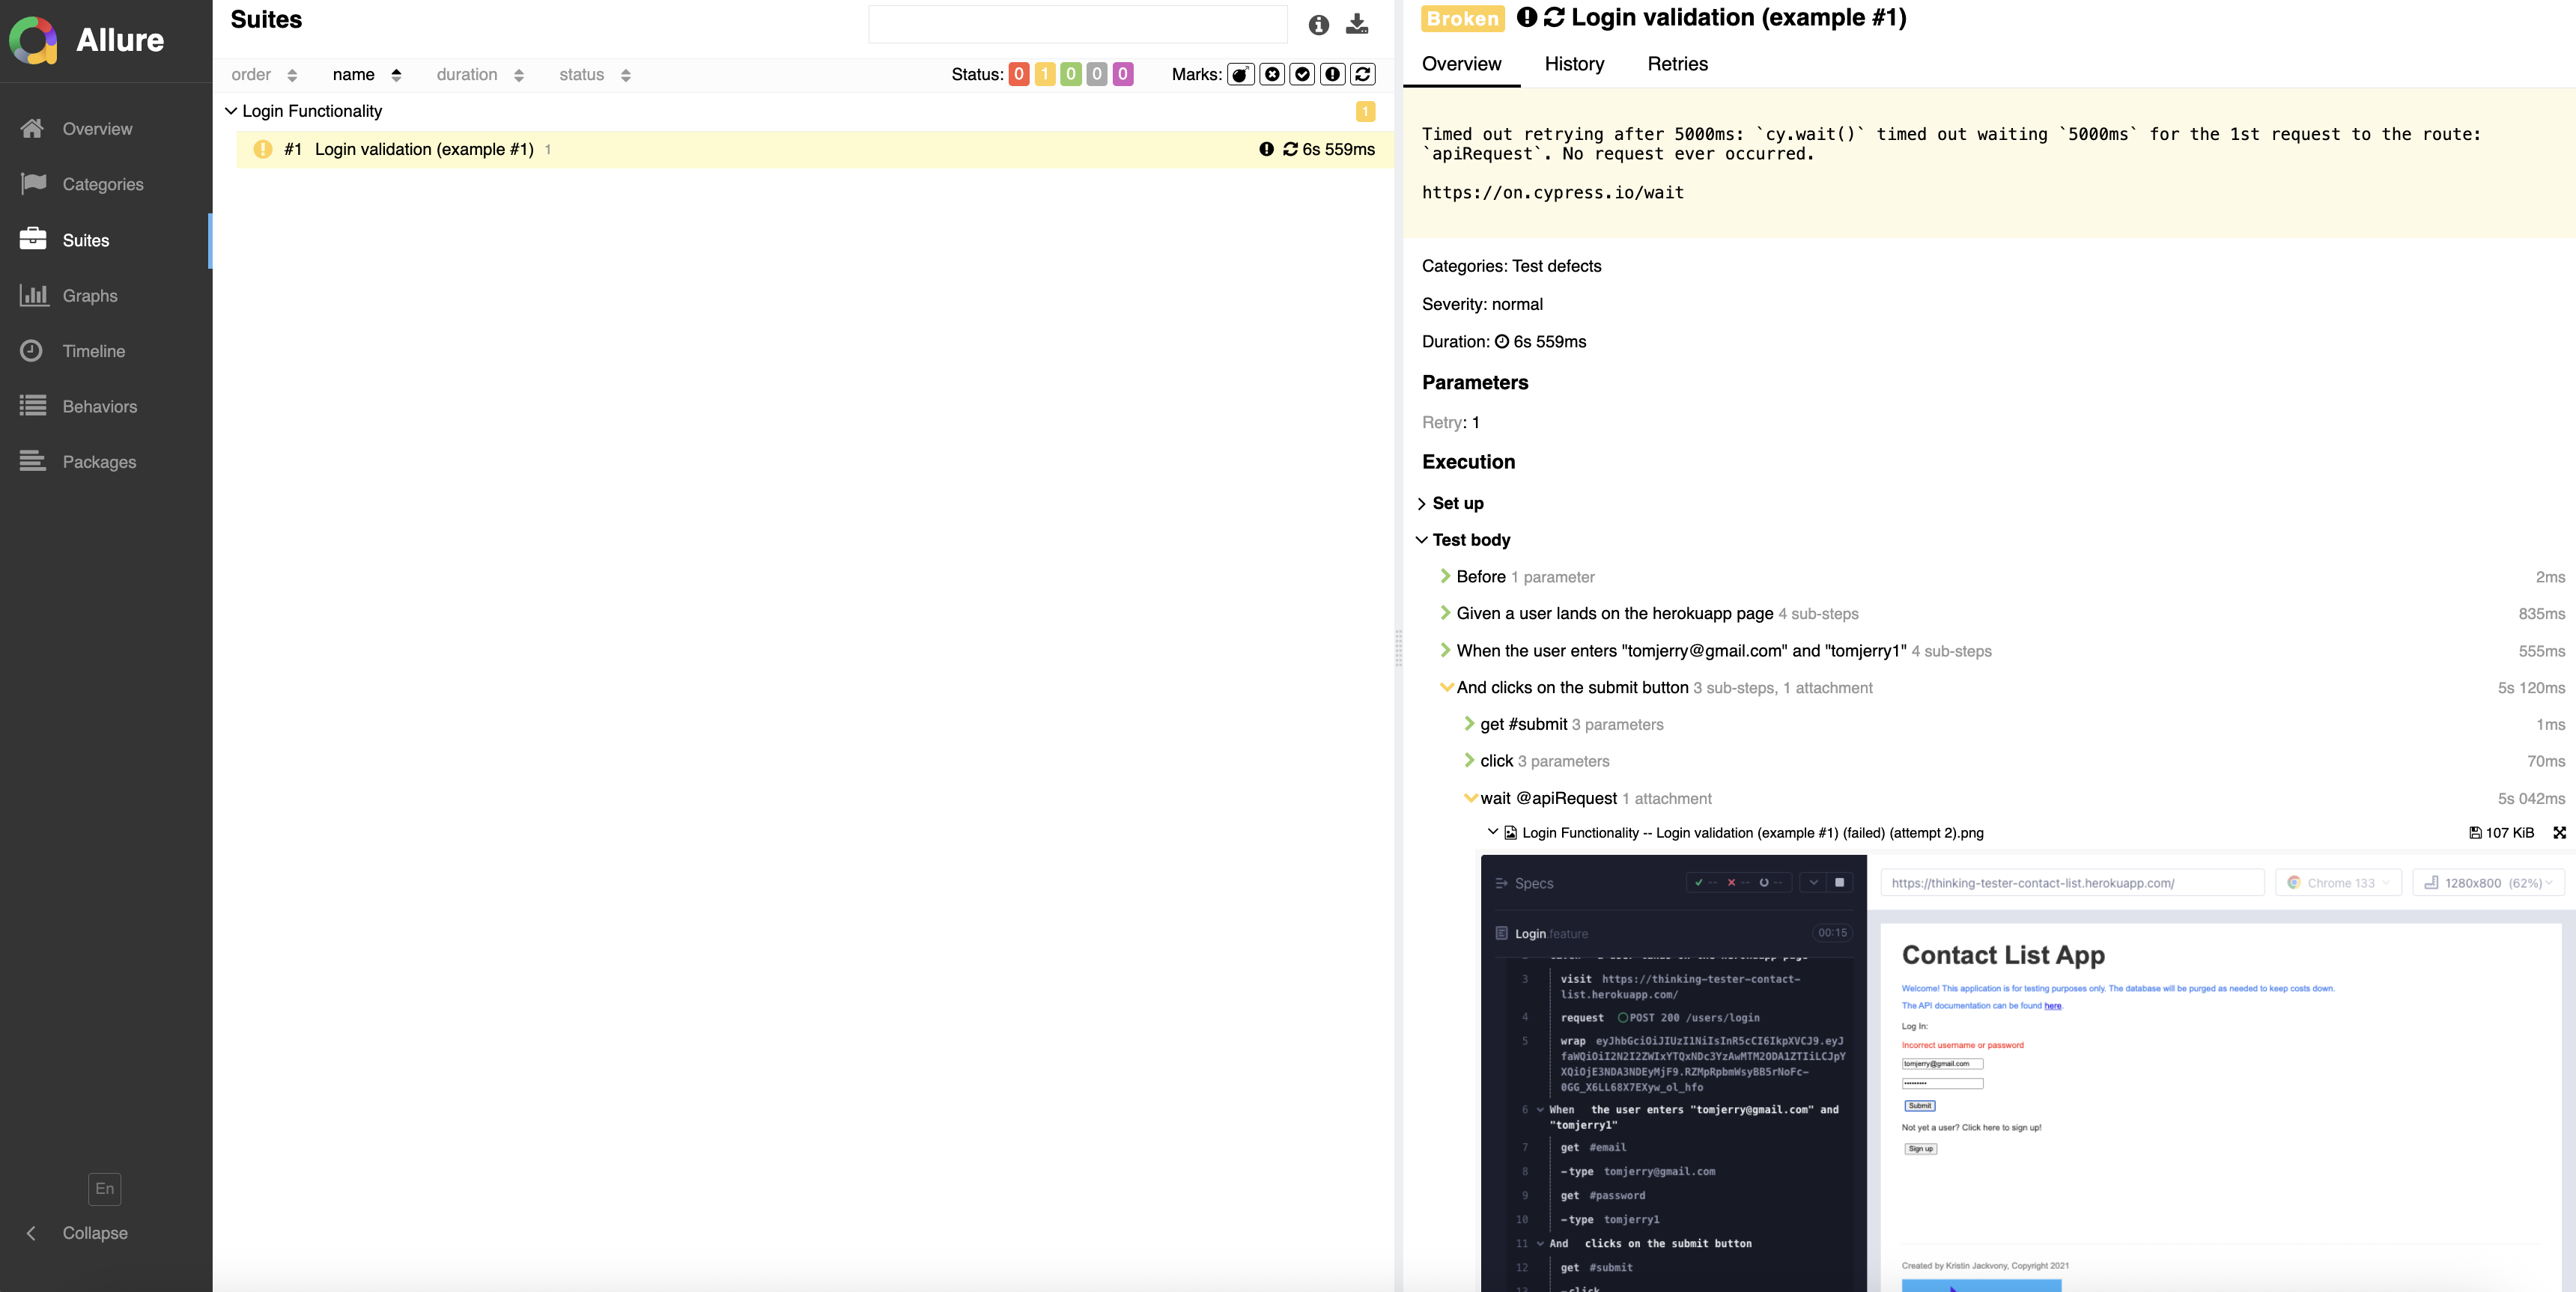 Allure
Overview
Categories
Suites
Graphs
Timeline
Behaviors
Packages
En
Collapse
Suites
order name duration status
Status: 0 1 0 0 0 Marks:
Login Functionality 1
#1 Login validation (example #1) 1 6s 559ms
Broken Login validation (example #1)
Overview History Retries
Timed out retrying after 5000ms: `cy.wait()` timed out waiting `5000ms` for the 1st request to the route:
`apiRequest`. No request ever occurred.
https://on.cypress.io/wait
Categories: Test defects
Severity: normal
Duration: 6s 559ms
Parameters
Retry: 1
Execution
Set up
Test body
Before 1 parameter 2ms
Given a user lands on the herokuapp page 4 sub-steps 835ms
When the user enters "tomjerry@gmail.com" and "tomjerry1" 4 sub-steps 555ms
And clicks on the submit button 3 sub-steps, 1 attachment 5s 120ms
get #submit 3 parameters 1ms
click 3 parameters 70ms
wait @apiRequest 1 attachment 5s 042ms
Login Functionality -- Login validation (example #1) (failed) (attempt 2).png 107 KiB
Specs -- -- --
Login.feature 00:15
3 visit https://thinking-tester-contact-
list.herokuapp.com/
4 request POST 200 /users/login
5 wrap
6 When the user enters "tomjerry@gmail.com" and
"tomjerry1"
7 get #email
8 -type tomjerry@gmail.com
9 get #password
10 -type tomjerry1
11 And clicks on the submit button
12 get #submit
https://thinking-tester-contact-list.herokuapp.com/ Chrome 133 1280x800 (62%)
Contact List App
Welcome! This application is for testing purposes only. The database will be purged as needed to keep costs down.
The API documentation can be found here.
Log In:
Incorrect username or password
tomjerry@gmail.com
Submit
Not yet a user? Click here to sign up!
Sign up
Created by Kristin Jackvony, Copyright 2021